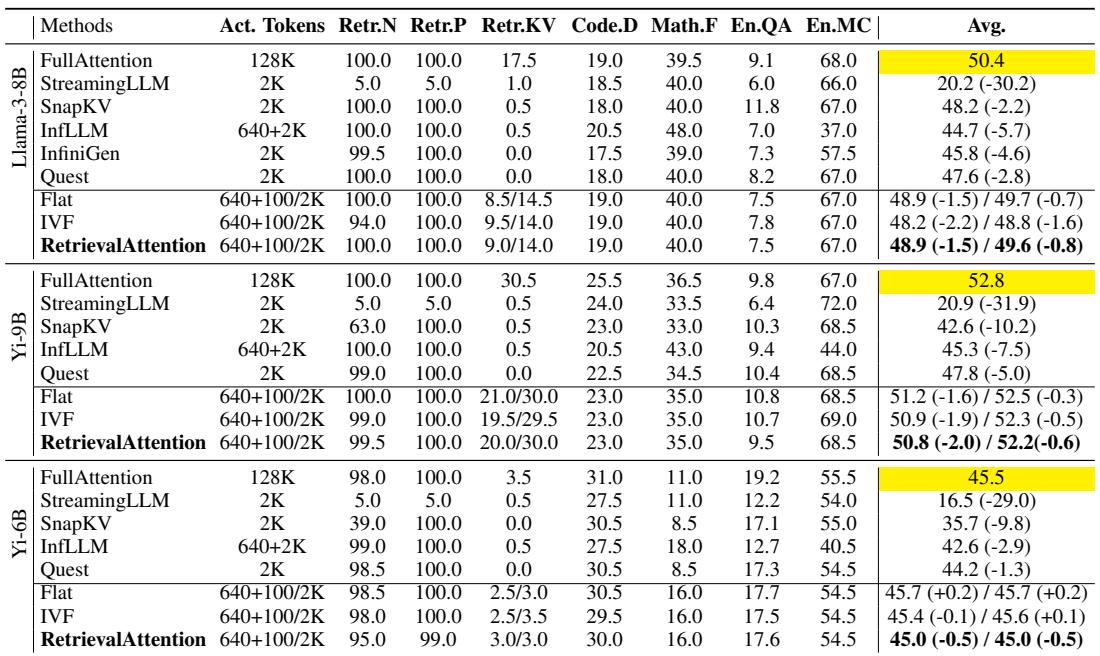 Methods Act. Tokens Retr.N Retr.P Retr.KV Code.D Math.F En.QA En.MC Avg.
Llama-3-8B
FullAttention 128K 100.0 100.0 17.5 19.0 39.5 9.1 68.0 50.4
StreamingLLM 2K 5.0 5.0 1.0 18.5 40.0 6.0 66.0 20.2 (-30.2)
SnapKV 2K 100.0 100.0 0.5 18.0 40.0 11.8 67.0 48.2 (-2.2)
InfLLM 640+2K 100.0 100.0 0.5 20.5 48.0 7.0 37.0 44.7 (-5.7)
InfiniGen 2K 99.5 100.0 0.0 17.5 39.0 7.3 57.5 45.8 (-4.6)
Quest 2K 100.0 100.0 0.0 18.0 40.0 8.2 67.0 47.6 (-2.8)
Flat 640+100/2K 100.0 100.0 8.5/14.5 19.0 40.0 7.5 67.0 48.9 (-1.5) / 49.7 (-0.7)
IVF 640+100/2K 94.0 100.0 9.5/14.0 19.0 40.0 7.8 67.0 48.2 (-2.2) / 48.8 (-1.6)
RetrievalAttention 640+100/2K 100.0 100.0 9.0/14.0 19.0 40.0 7.5 67.0 48.9 (-1.5) / 49.6 (-0.8)
Yi-9B
FullAttention 128K 100.0 100.0 30.5 25.5 36.5 9.8 67.0 52.8
StreamingLLM 2K 5.0 5.0 0.5 24.0 33.5 6.4 72.0 20.9 (-31.9)
SnapKV 2K 63.0 100.0 0.5 23.0 33.0 10.3 68.5 42.6 (-10.2)
InfLLM 640+2K 100.0 100.0 0.5 20.5 43.0 9.4 44.0 45.3 (-7.5)
Quest 2K 99.0 100.0 0.0 22.5 34.5 10.4 68.5 47.8 (-5.0)
Flat 640+100/2K 100.0 100.0 21.0/30.0 23.0 35.0 10.8 68.5 51.2 (-1.6) / 52.5 (-0.3)
IVF 640+100/2K 99.0 100.0 19.5/29.5 23.0 35.0 10.7 69.0 50.9 (-1.9) / 52.3 (-0.5)
RetrievalAttention 640+100/2K 99.5 100.0 20.0/30.0 23.0 35.0 9.5 68.5 50.8 (-2.0) / 52.2(-0.6)
Yi-6B
FullAttention 128K 98.0 100.0 3.5 31.0 11.0 19.2 55.5 45.5
StreamingLLM 2K 5.0 5.0 0.5 27.5 11.0 12.2 54.0 16.5 (-29.0)
SnapKV 2K 39.0 100.0 0.0 30.5 8.5 17.1 55.0 35.7 (-9.8)
InfLLM 640+2K 99.0 100.0 0.5 27.5 18.0 12.7 40.5 42.6 (-2.9)
Quest 2K 98.5 100.0 0.0 30.5 8.5 17.3 54.5 44.2 (-1.3)
Flat 640+100/2K 98.5 100.0 2.5/3.0 30.5 16.0 17.7 54.5 45.7 (+0.2) / 45.7 (+0.2)
IVF 640+100/2K 98.0 100.0 2.5/3.5 29.5 16.0 17.5 54.5 45.4 (-0.1) / 45.6 (+0.1)
RetrievalAttention 640+100/2K 95.0 99.0 3.0/3.0 30.0 16.0 17.6 54.5 45.0 (-0.5) / 45.0 (-0.5)